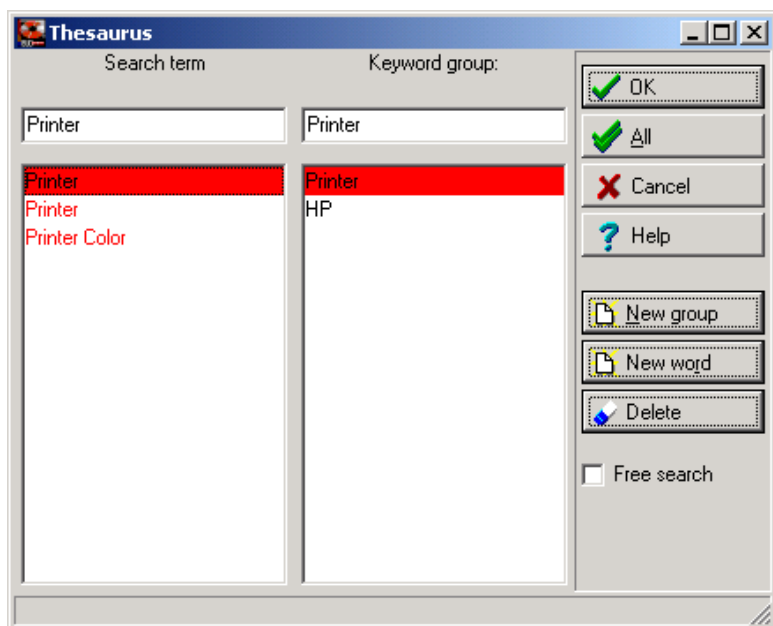 Thesaurus
Search term
Keyword group:
Printer
Printer
Printer
Printer
Printer Color
Printer
HP
OK
All
Cancel
Help
New group
New word
Delete
Free search